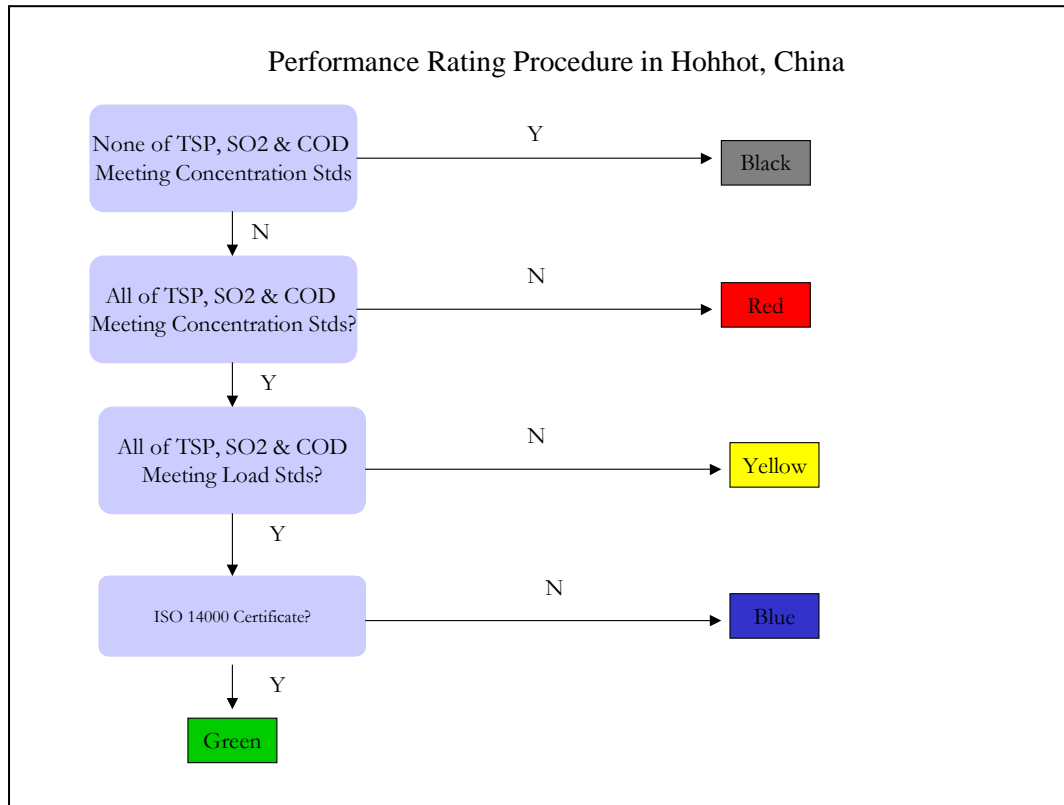 Performance Rating Procedure in Hohhot, China
None of TSP, SO2 & COD
Meeting Concentration Stds
Y
Black
N
All of TSP, SO2 & COD
Meeting Concentration Stds?
N
Red
Y
All of TSP, SO2 & COD
Meeting Load Stds?
N
Yellow
Y
ISO 14000 Certificate?
N
Blue
Y
Green